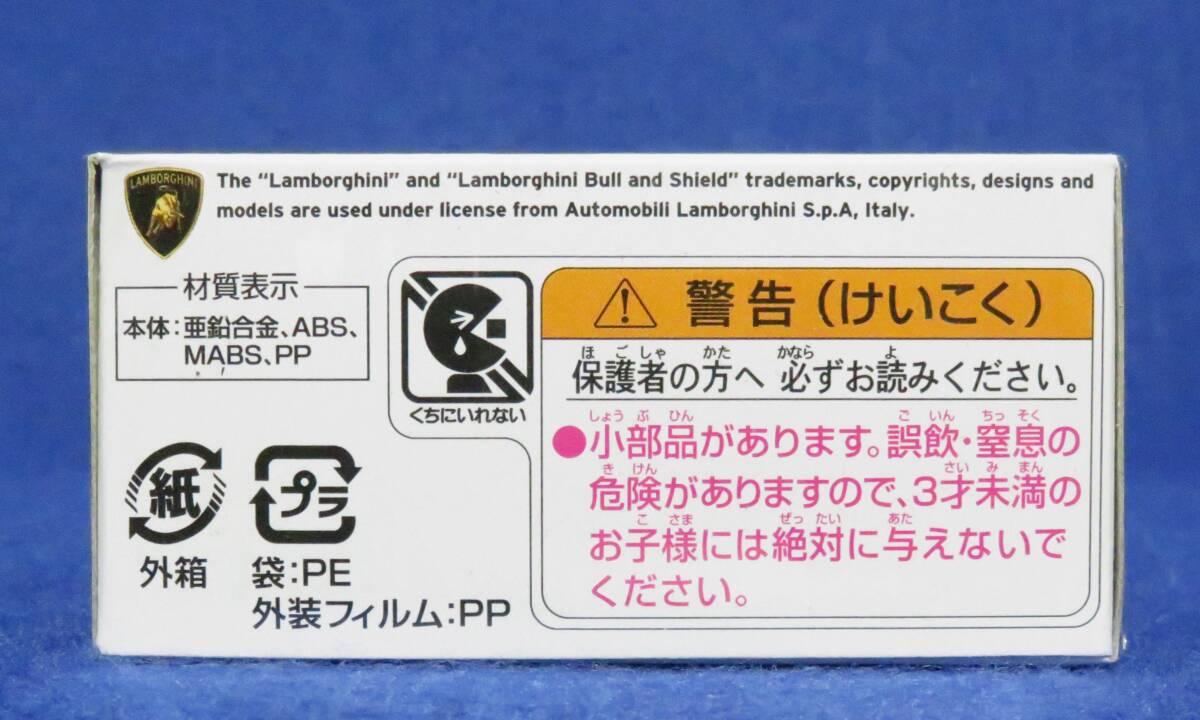 LAMBORGHINI
The "Lamborghini" and "Lamborghini Bull and Shield" trademarks, copyrights, designs and
models are used under license from Automobili Lamborghini S.p.A, Italy.
材質表示
本体:亜鉛合金、ABS、
MABS、PP
くちにいれない
紙
外箱
プラ
袋:PE
外装フィルム:PP
警告(けいこく)
ほごしゃ かた かなら よ
保護者の方へ 必ずお読みください。
しょうぶひん ごいん ちっそく
●小部品があります。誤飲・窒息の
きけん さいみまん
危険がありますので、3才未満の
こさま ぜったい あた
お子様には絶対に与えないで
ください。